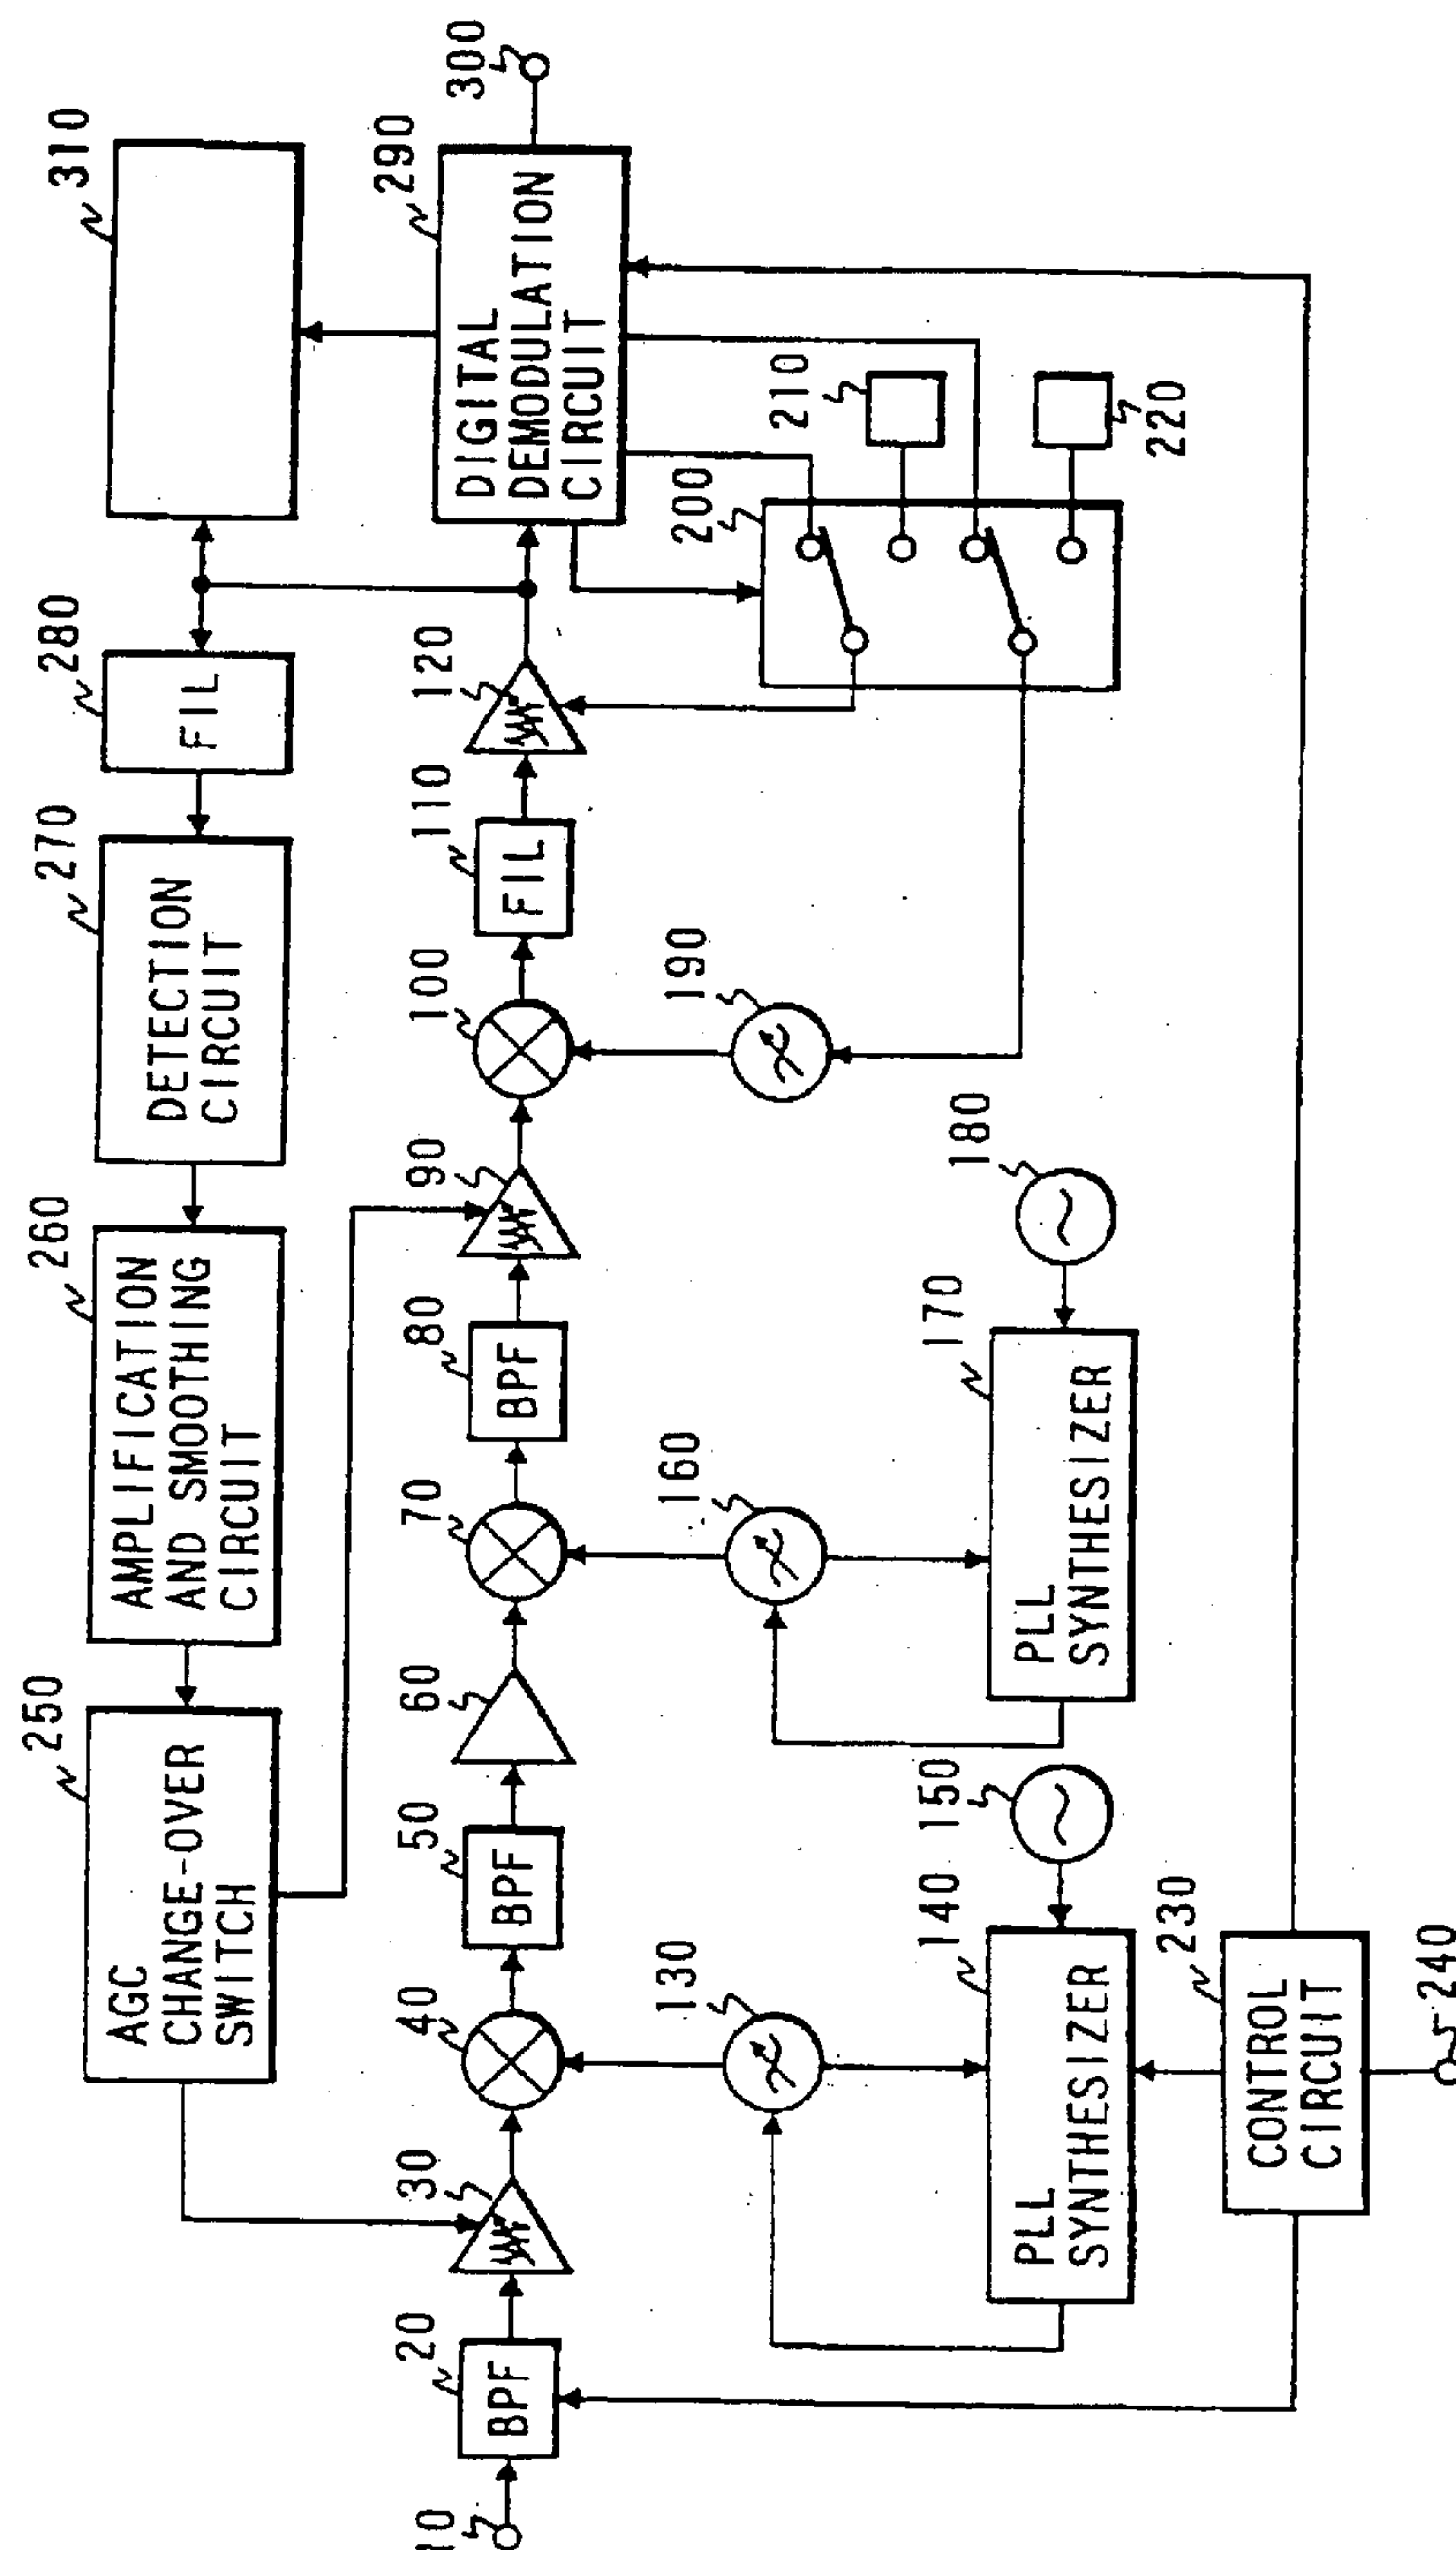 310
300
280
290
270
DIGITAL
DEMODULATION
CIRCUIT
FIL
260
DETECTION
CIRCUIT
250
AMPLIFICATION
AND SMOOTHING
CIRCUIT
AGC
CHANGE-OVER
SWITCH
10
20
BPF
30
40
50
BPF
60
70
80
BPF
90
100
110
FIL
120
200
210
220
130
160
190
140
150
170
180
PLL
SYNTHESIZER
PLL
SYNTHESIZER
230
CONTROL
CIRCUIT
240